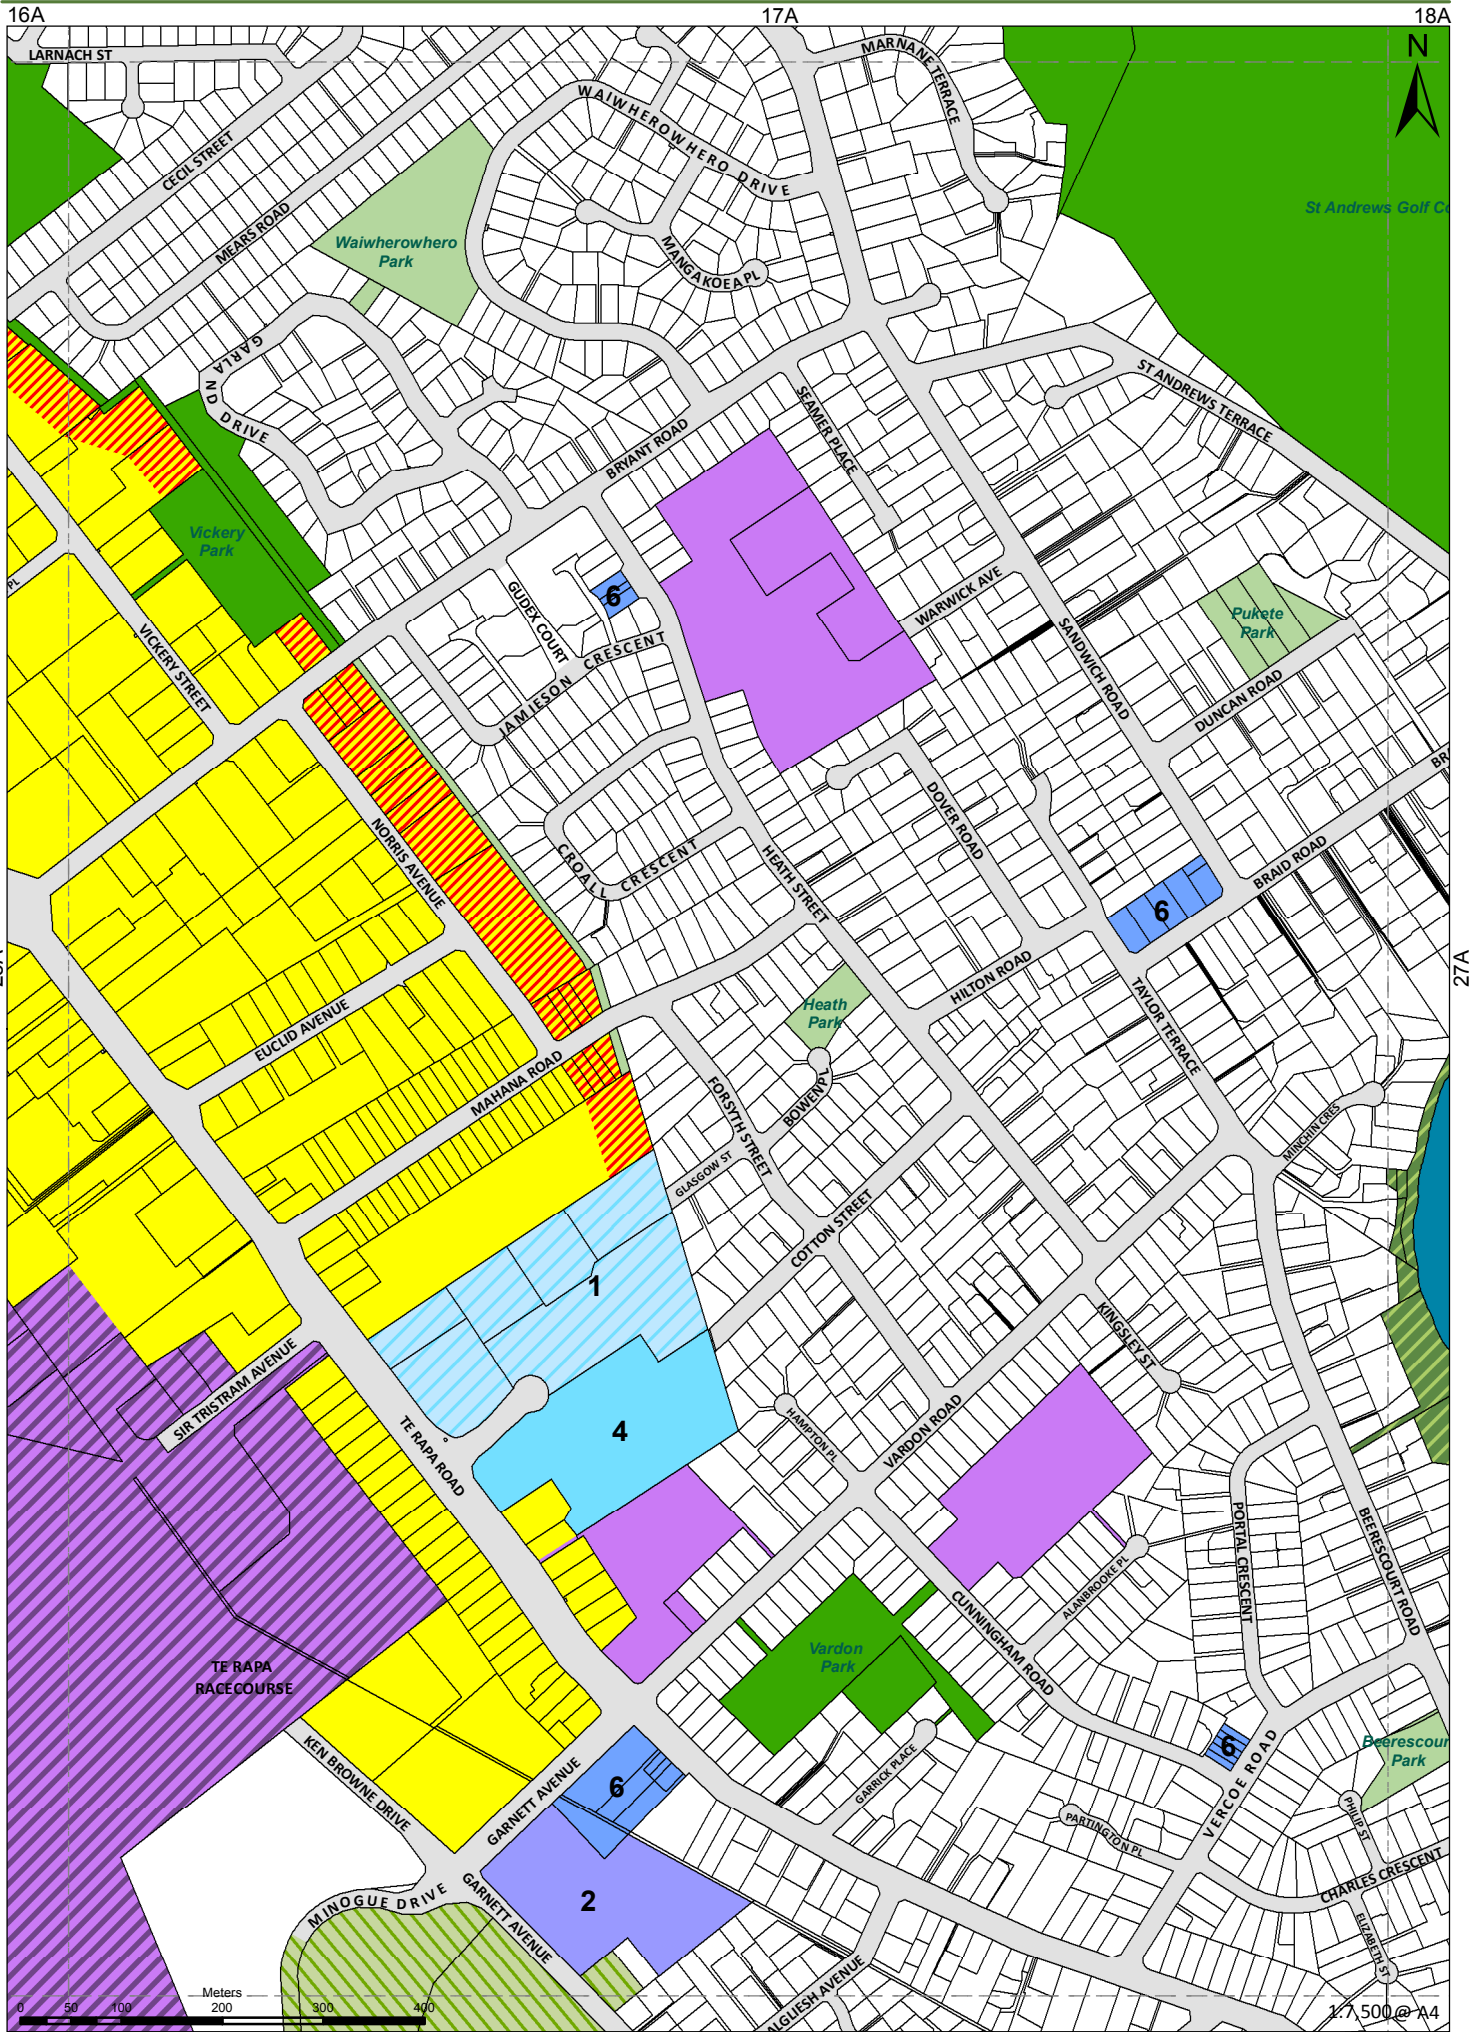 16A
17A
18A
LARNACH ST
MARNANE TERRACE
N
WAIWHEROWHERO DRIVE
CECIL STREET
St Andrews Golf Co
MEARS ROAD
Waiwherowhero
Park
MANGAKOEA PL
GARLAND DRIVE
ST ANDREWS TERRACE
SEAMER PLACE
BRYANT ROAD
Vickery
Park
PL
GUDEX COURT
6
WARWICK AVE
Pukete
Park
VICKERY STREET
JAMIESON CRESCENT
SANDWICH ROAD
DUNCAN ROAD
BR
NORRIS AVENUE
CROALL CRESCENT
HEATH STREET
DOVER ROAD
BRAID ROAD
6
27A
HILTON ROAD
Heath
Park
EUCLID AVENUE
TAYLOR TERRACE
MAHANA ROAD
FORSYTH STREET
BOWEN PL
MINCHIN CRES
GLASGOW ST
COTTON STREET
1
KINGSLEY ST
SIR TRISTRAM AVENUE
TE RAPA ROAD
4
HAMPTON PL
VARDON ROAD
PORTAL CRESCENT
BEERESCOURT ROAD
ALANBROOKE PL
CUNNINGHAM ROAD
TE RAPA
RACECOURSE
Vardon
Park
KEN BROWNE DRIVE
GARNETT AVENUE
6
GARRICK PLACE
6
VERCOE ROAD
Beerescour
Park
PHILIP ST
PARTINGTON PL
MINOGUE DRIVE
GARNETT AVENUE
2
CHARLES CRESCENT
ELIZABETH ST
ALGLIESH AVENUE
Meters
0 50 100 200 300 400
1:7,500 @ A4